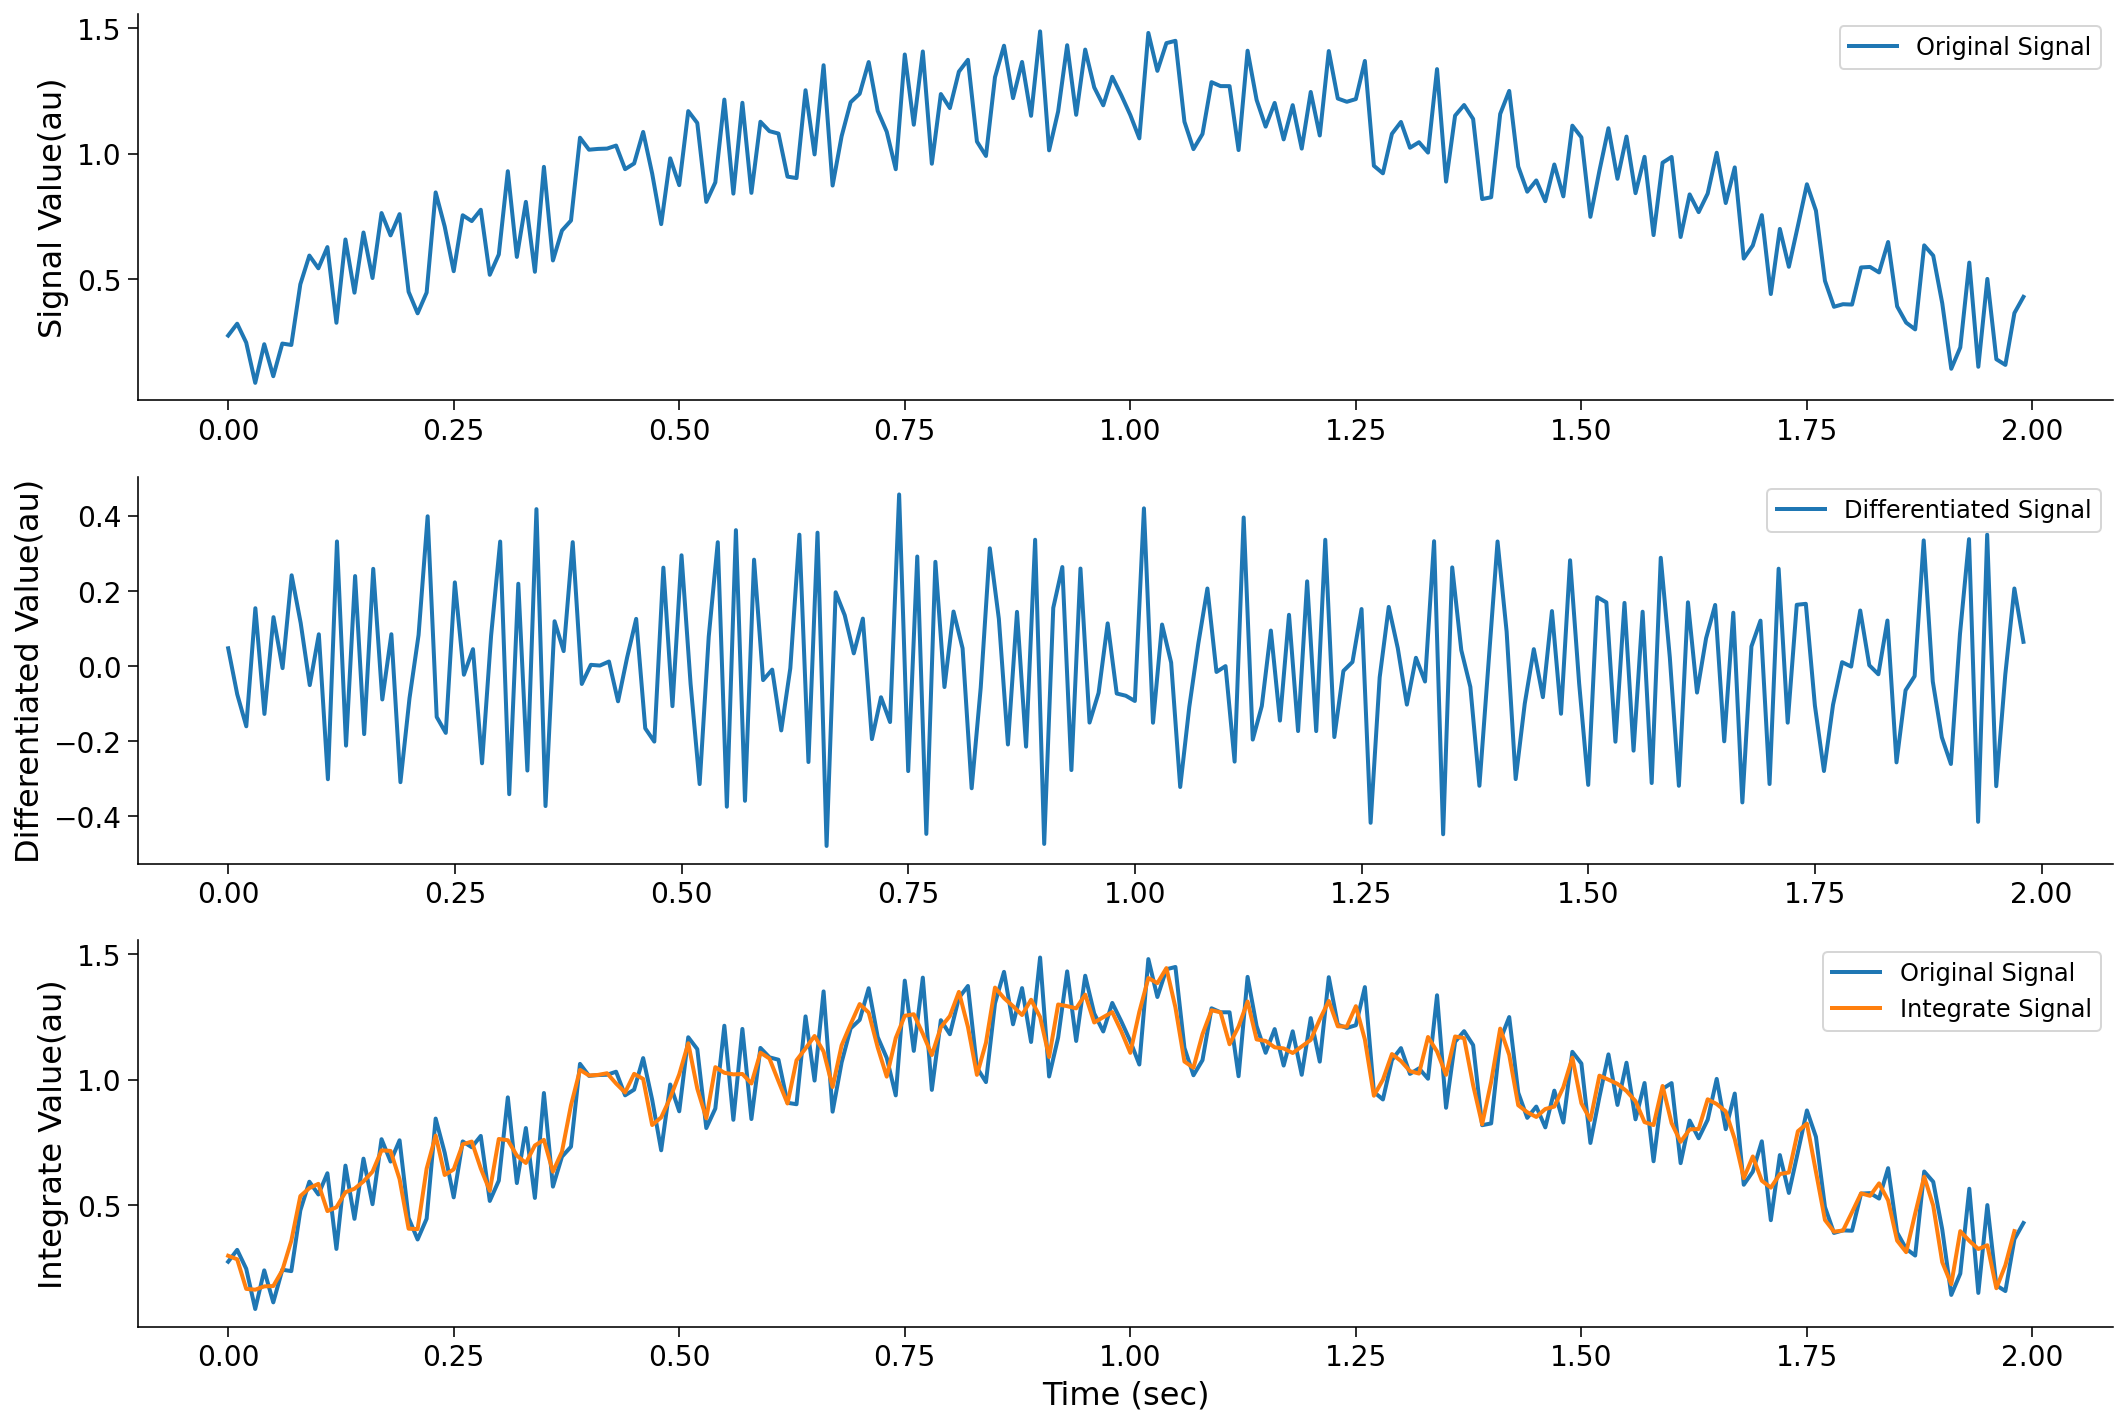 Signal Value(au)
1.5
1.0
0.5
Original Signal
0.00 0.25 0.50 0.75 1.00 1.25 1.50 1.75 2.00
Differentiated Value(au)
0.4
0.2
0.0
−0.2
−0.4
Differentiated Signal
0.00 0.25 0.50 0.75 1.00 1.25 1.50 1.75 2.00
Integrate Value(au)
1.5
1.0
0.5
Original Signal
Integrate Signal
0.00 0.25 0.50 0.75 1.00 1.25 1.50 1.75 2.00
Time (sec)